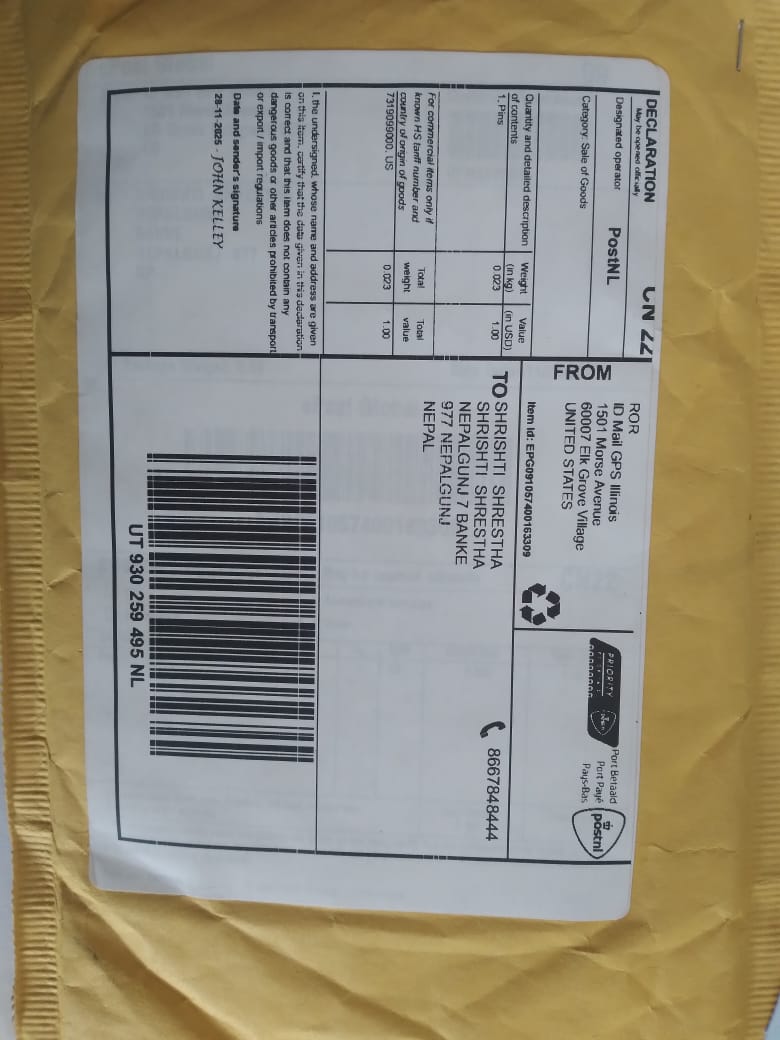 DECLARATION
May be opened officially
CN 22
Designated operator PostNL
Category: Sale of Goods
Quantity and detailed description of contents
Weight (in kg)
Value (in USD)
1. Pins 0.023 1.00
For commercial items only if
known HS tariff number and
country of origin of goods
7319099000, US
Total weight
0.023
Total value
1.00
I, the undersigned, whose name and address are given
on this item, certify that the data given in this declaration
is correct and that this item does not contain any
dangerous goods or other articles prohibited by transport
or export / import regulations
Date and sender's signature
28-11-2025 - JOHN KELLEY
FROM
ROR
ID Mail GPS Illinois
1501 Morse Avenue
60007 Elk Grove Village
UNITED STATES
PRIORITY
Port Betaald
Port Payé
Pays-Bas
postnl
Item Id: EPG091057400163309
TO
SHRISHTI SHRESTHA
SHRISHTI SHRESTHA
NEPALGUNJ 7 BANKE
977 NEPALGUNJ
NEPAL
8667848444
UT 930 259 495 NL